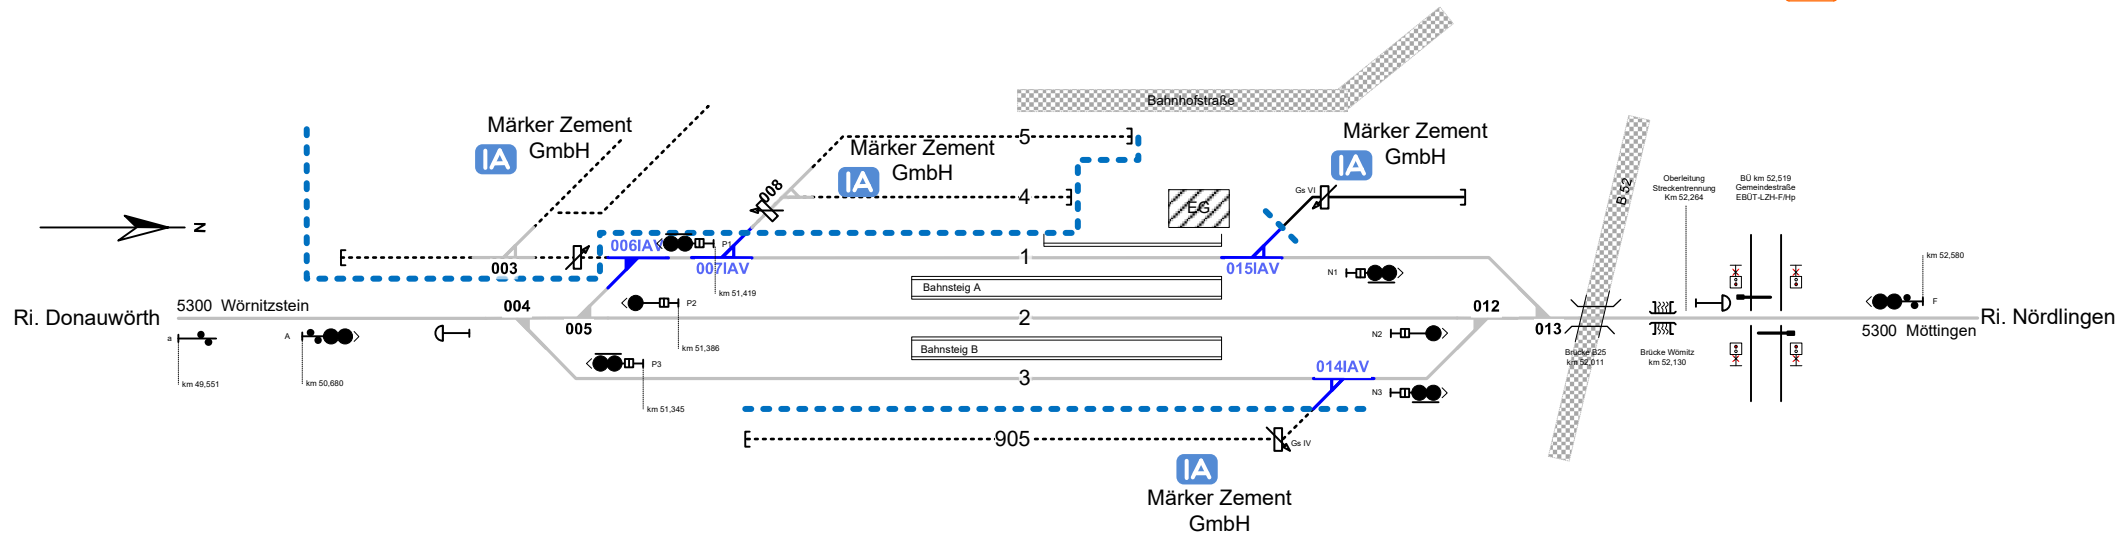 Bahnhofstraße
Märker Zement
GmbH
IA
Märker Zement
GmbH
IA
Märker Zement
GmbH
IA
5
4
008
Gs VI
EG
B 52
Oberleitung
Streckentrennung
Km 52,264
BÜ km 52,519
Gemeindestraße
EBÜT-LZH-F/Hp
N
003
006IAV
P1
007IAV
km 51,419
1
015IAV
N1
km 52,580
Ri. Donauwörth
5300 Wörnitzstein
004
005
P2
km 51,386
Bahnsteig A
2
012
013
F
5300 Möttingen
Ri. Nördlingen
a
km 49,551
A
km 50,680
P3
km 51,345
Bahnsteig B
3
N2
014IAV
N3
Brücke B25
km 52,011
Brücke Wörnitz
km 52,130
905
Gs IV
IA
Märker Zement
GmbH